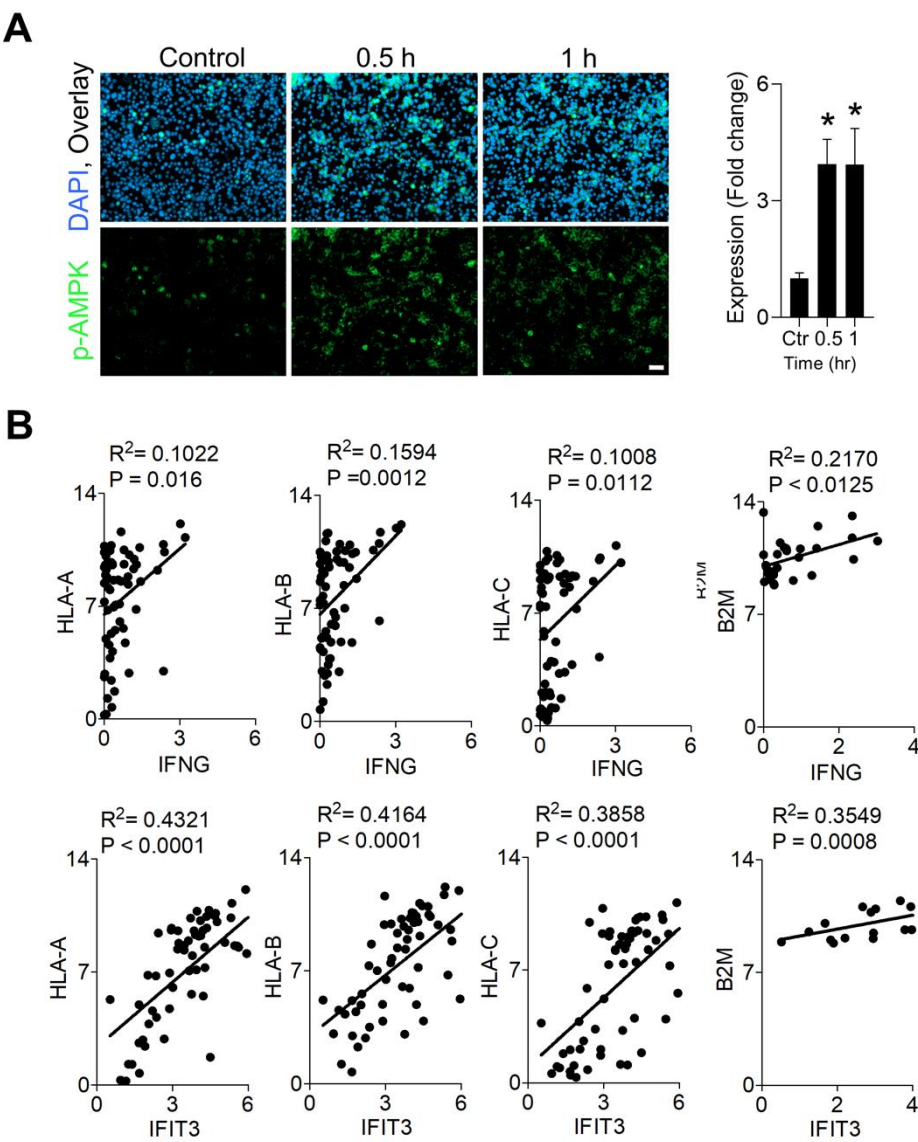 A
Control
0.5 h
1 h
DAPI, Overlay
p-AMPK
Expression (Fold change)
6
3
0
Ctr 0.5 1
Time (hr)
*
*
B
R²= 0.1022
P = 0.016
14
7
0
HLA-A
0 3 6
IFNG
R²= 0.1594
P =0.0012
14
7
0
HLA-B
0 3 6
IFNG
R²= 0.1008
P = 0.0112
14
7
0
HLA-C
0 3 6
IFNG
R²= 0.2170
P < 0.0125
14
7
0
B2M
0 2 4
IFNG
R²= 0.4321
P < 0.0001
14
7
0
HLA-A
0 3 6
IFIT3
R²= 0.4164
P < 0.0001
14
7
0
HLA-B
0 3 6
IFIT3
R²= 0.3858
P < 0.0001
14
7
0
HLA-C
0 3 6
IFIT3
R²= 0.3549
P = 0.0008
14
7
0
B2M
0 2 4
IFIT3